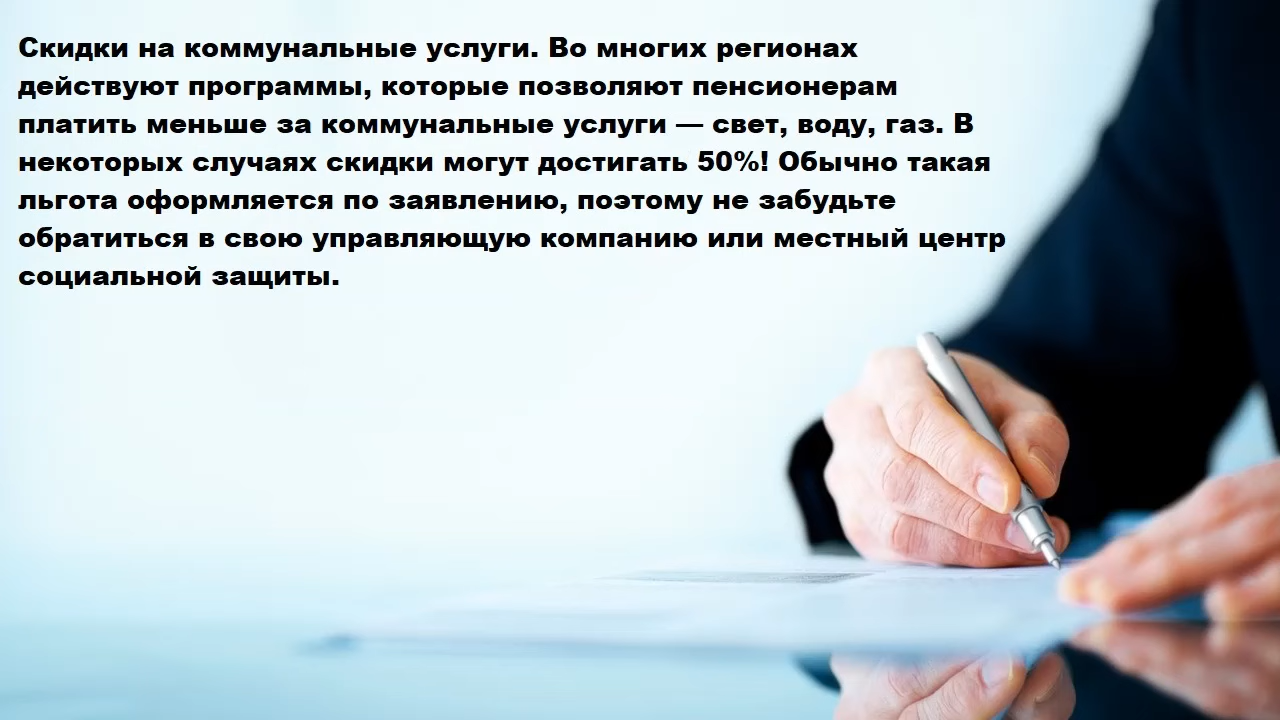 Скидки на коммунальные услуги. Во многих регионах
действуют программы, которые позволяют пенсионерам
платить меньше за коммунальные услуги — свет, воду, газ. В
некоторых случаях скидки могут достигать 50%! Обычно такая
льгота оформляется по заявлению, поэтому не забудьте
обратиться в свою управляющую компанию или местный центр
социальной защиты.